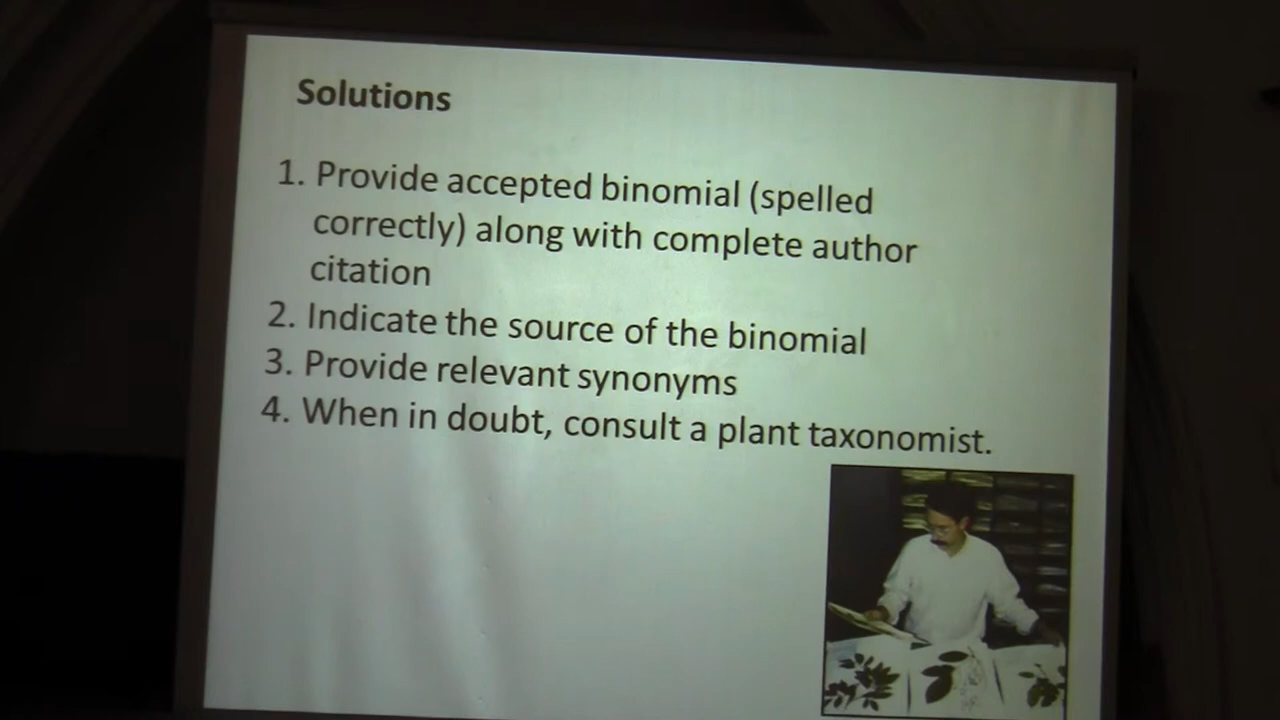 Solutions
1. Provide accepted binomial (spelled
correctly) along with complete author
citation
2. Indicate the source of the binomial
3. Provide relevant synonyms
4. When in doubt, consult a plant taxonomist.